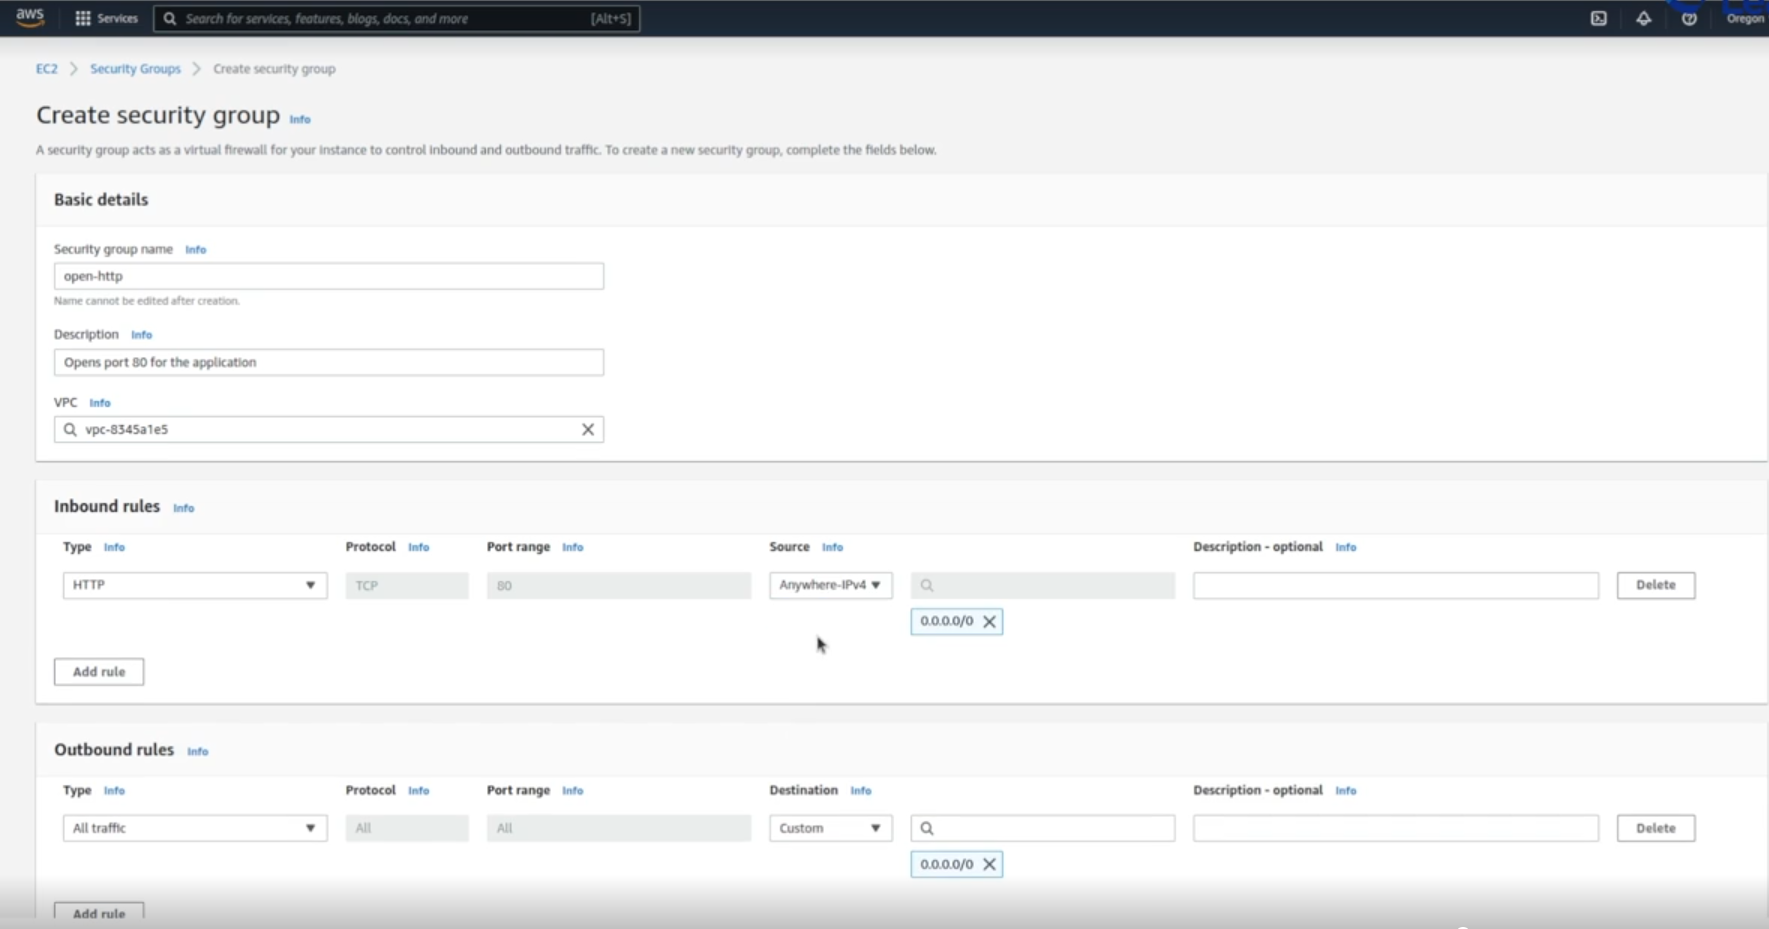 aws Services Search for services, features, blogs, docs, and more [Alt+S] Oregon
EC2 > Security Groups > Create security group
Create security group Info
A security group acts as a virtual firewall for your instance to control inbound and outbound traffic. To create a new security group, complete the fields below.
Basic details
Security group name Info
open-http
Name cannot be edited after creation.
Description Info
Opens port 80 for the application
VPC Info
vpc-8345a1e5
Inbound rules Info
Type Info Protocol Info Port range Info Source Info Description - optional Info
HTTP TCP 80 Anywhere-IPv4 Delete
0.0.0.0/0
Add rule
Outbound rules Info
Type Info Protocol Info Port range Info Destination Info Description - optional Info
All traffic All All Custom Delete
0.0.0.0/0
Add rule